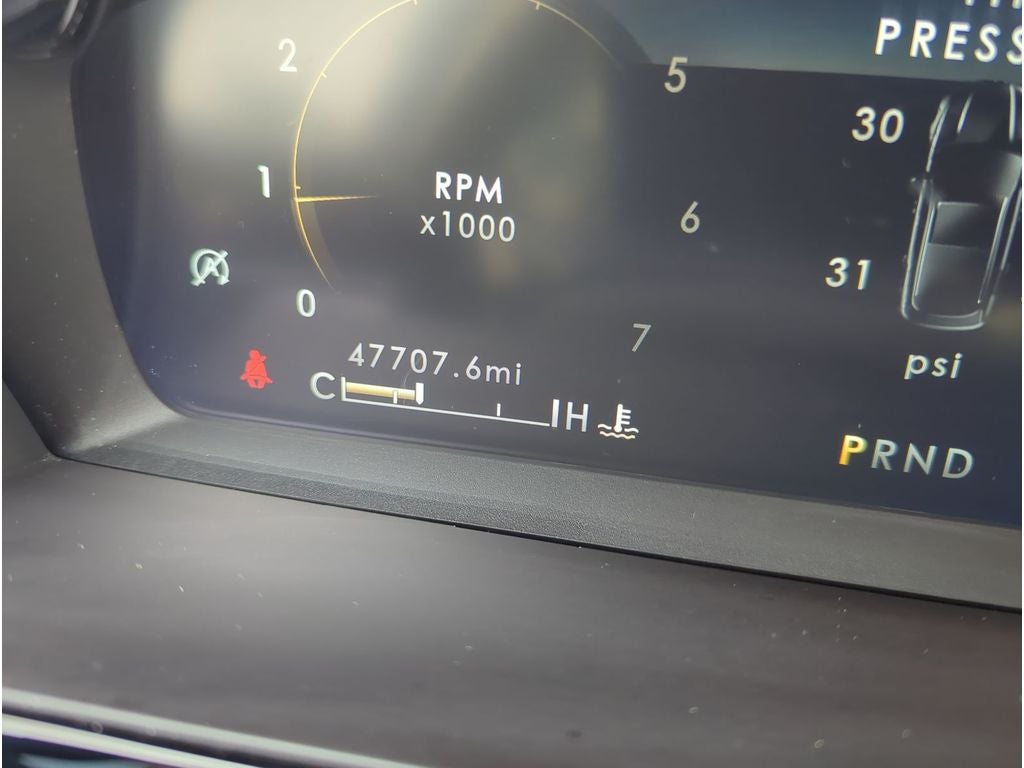 PRESS
2
5
30
1
RPM
x1000
6
31
0
7
47707.6mi
psi
C
H
PRND